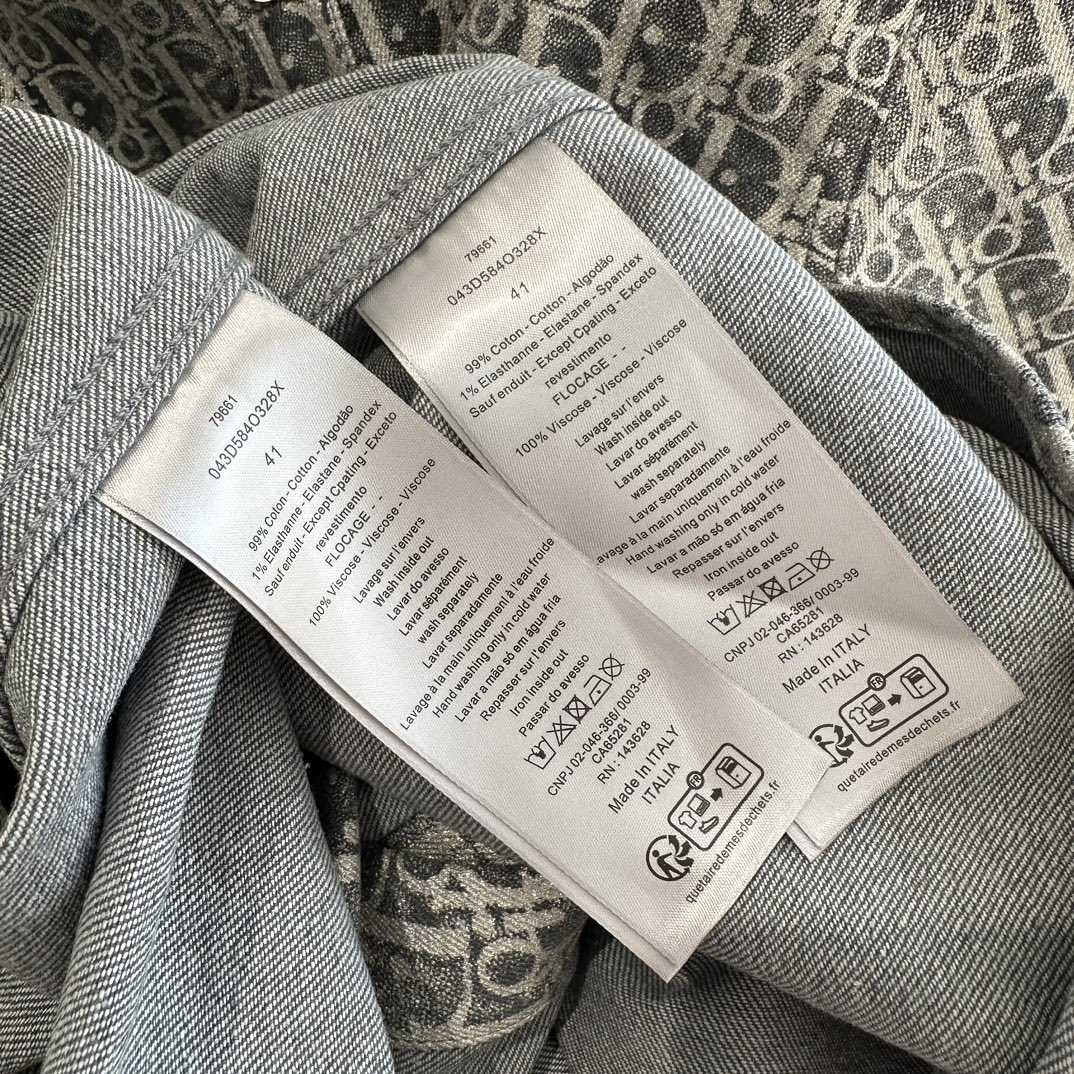 79661
043D584O328X
41
99% Coton - Cotton - Algodão
1% Elasthanne - Elastane - Spandex
Sauf enduit - Except Cpating - Exceto
revestimento
FLOCAGE - -
100% Viscose - Viscose - Viscose
Lavage sur l'envers
Wash inside out
Lavar do avesso
Laver séparément
wash separately
Lavar separadamente
Lavage à la main uniquement à l'eau froide
Hand washing only in cold water
Lavar a mão só em água fria
Repasser sur l'envers
Iron inside out
Passar do avesso
CNPJ 02-046-366/ 0003-99
CA65281
RN : 143628
Made In ITALY
ITALIA
FR
quetairedemesdechets.fr
79661
043D584O328X
41
99% Coton - Cotton - Algodão
1% Elasthanne - Elastane - Spandex
Sauf enduit - Except Cpating - Exceto
revestimento
FLOCAGE - -
100% Viscose - Viscose - Viscose
Lavage sur l'envers
Wash inside out
Lavar do avesso
Laver séparément
wash separately
Lavar separadamente
avage à la main uniquement à l'eau froide
Hand washing only in cold water
Lavar a mão só em água fria
Repasser sur l'envers
Iron inside out
Passar do avesso
CNPJ 02-046-366/ 0003-99
CA65281
RN : 143628
Made In ITALY
ITALIA
FR
quetairedemesdechets.fr